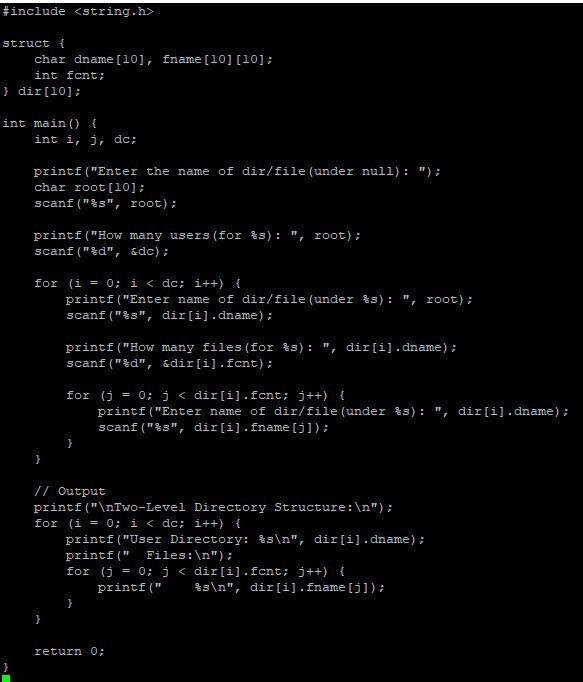 #include <string.h>

struct {
    char dname[10], fname[10][10];
    int fcnt;
} dir[10];

int main() {
    int i, j, dc;

    printf("Enter the name of dir/file(under null): ");
    char root[10];
    scanf("%s", root);

    printf("How many users(for %s): ", root);
    scanf("%d", &dc);

    for (i = 0; i < dc; i++) {
        printf("Enter name of dir/file(under %s): ", root);
        scanf("%s", dir[i].dname);

        printf("How many files(for %s): ", dir[i].dname);
        scanf("%d", &dir[i].fcnt);

        for (j = 0; j < dir[i].fcnt; j++) {
            printf("Enter name of dir/file(under %s): ", dir[i].dname);
            scanf("%s", dir[i].fname[j]);
        }
    }

    // Output
    printf("\nTwo-Level Directory Structure:\n");
    for (i = 0; i < dc; i++) {
        printf("User Directory: %s\n", dir[i].dname);
        printf("  Files:\n");
        for (j = 0; j < dir[i].fcnt; j++) {
            printf("    %s\n", dir[i].fname[j]);
        }
    }

    return 0;
}